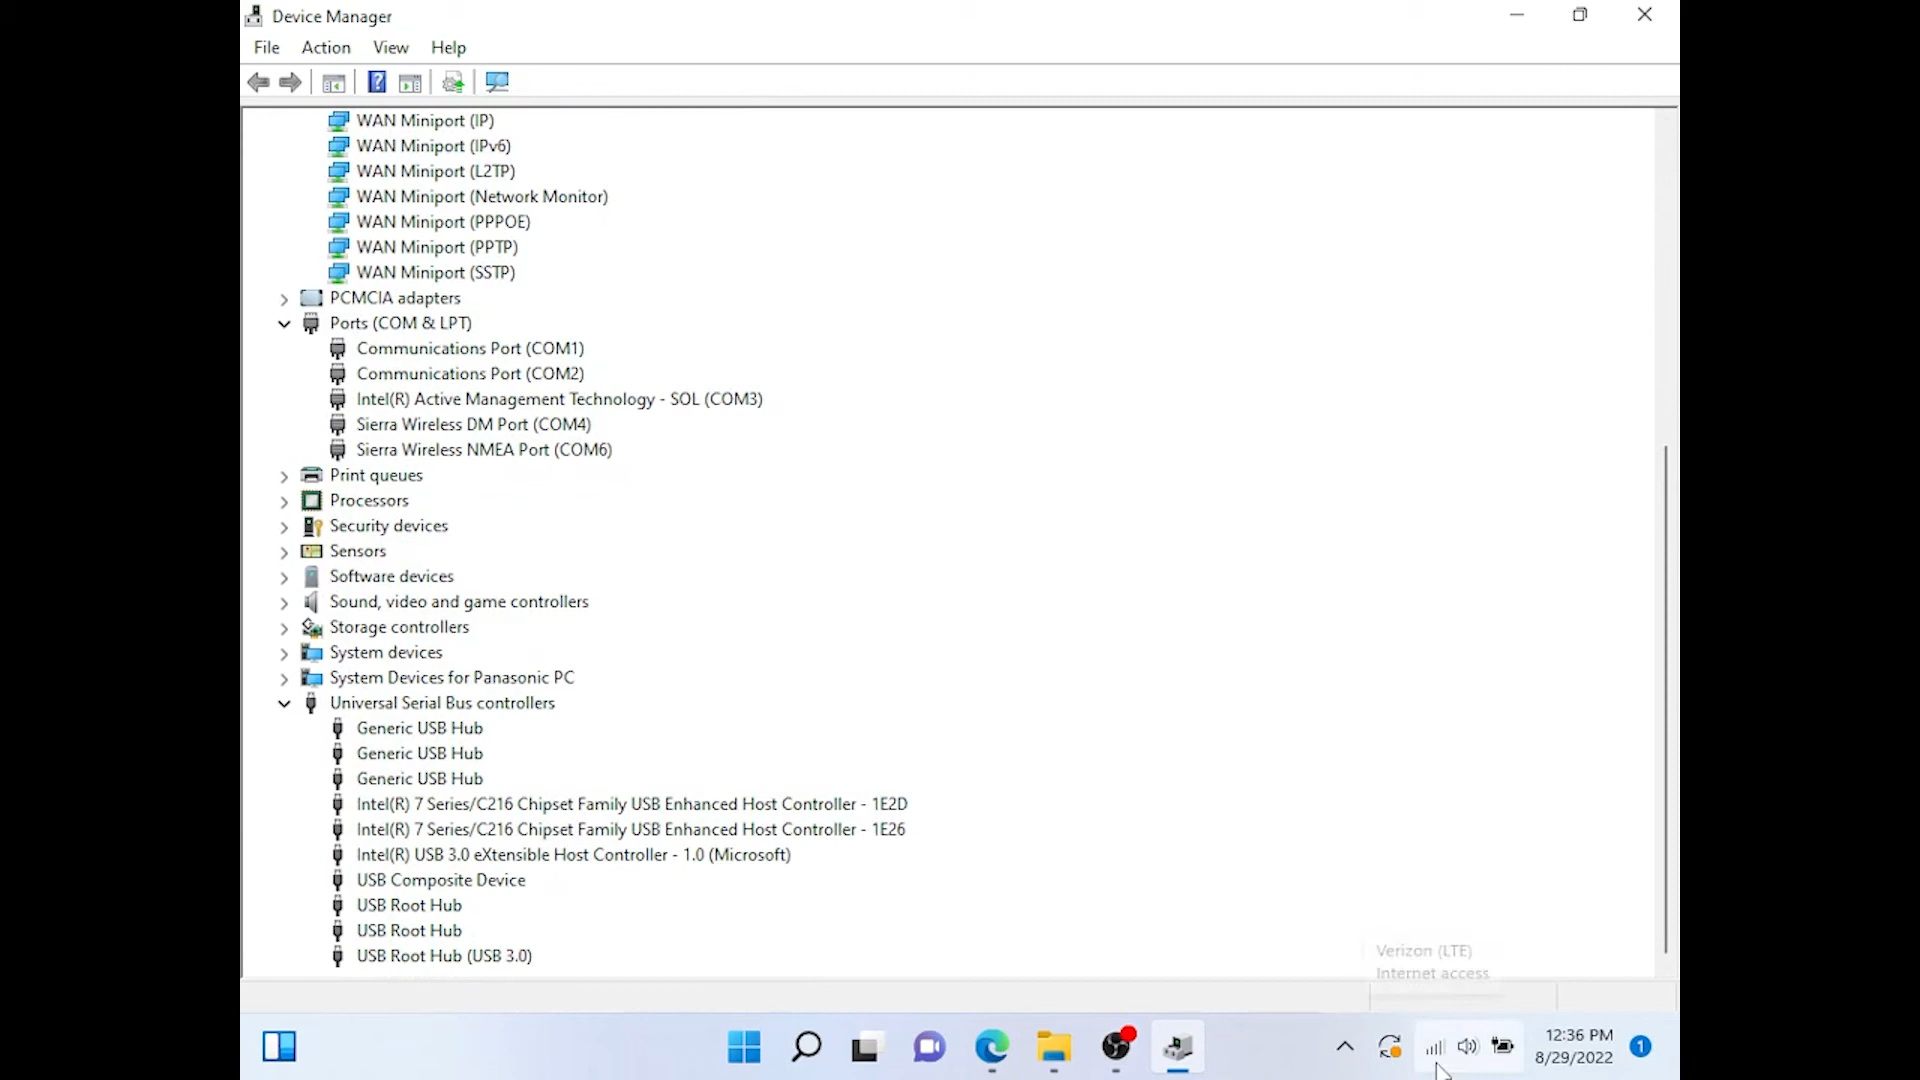 Device Manager
File Action View Help
WAN Miniport (IP)
WAN Miniport (IPv6)
WAN Miniport (L2TP)
WAN Miniport (Network Monitor)
WAN Miniport (PPPOE)
WAN Miniport (PPTP)
WAN Miniport (SSTP)
PCMCIA adapters
Ports (COM & LPT)
Communications Port (COM1)
Communications Port (COM2)
Intel(R) Active Management Technology - SOL (COM3)
Sierra Wireless DM Port (COM4)
Sierra Wireless NMEA Port (COM6)
Print queues
Processors
Security devices
Sensors
Software devices
Sound, video and game controllers
Storage controllers
System devices
System Devices for Panasonic PC
Universal Serial Bus controllers
Generic USB Hub
Generic USB Hub
Generic USB Hub
Intel(R) 7 Series/C216 Chipset Family USB Enhanced Host Controller - 1E2D
Intel(R) 7 Series/C216 Chipset Family USB Enhanced Host Controller - 1E26
Intel(R) USB 3.0 eXtensible Host Controller - 1.0 (Microsoft)
USB Composite Device
USB Root Hub
USB Root Hub
USB Root Hub (USB 3.0)
Verizon (LTE)
Internet access
12:36 PM
8/29/2022
1